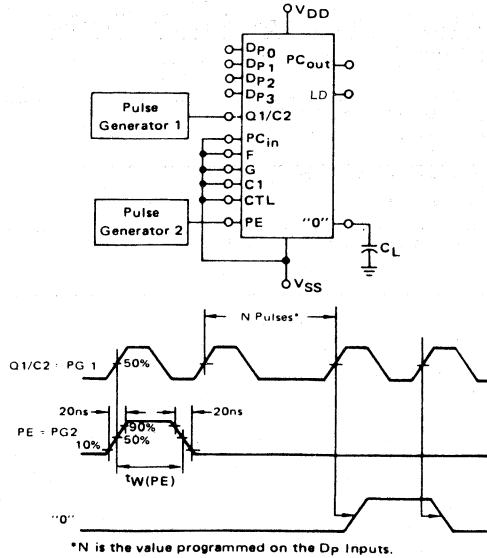 VDD
DP0
DP1
DP2
DP3
PCout
LD
Pulse
Generator 1
Q1/C2
PCin
F
G
C1
CTL
Pulse
Generator 2
PE
"0"
CL
VSS
N Pulses*
Q1/C2 = PG 1
50%
20ns
20ns
PE = PG2
90%
50%
10%
tW(PE)
"0"
*N is the value programmed on the Dp Inputs.